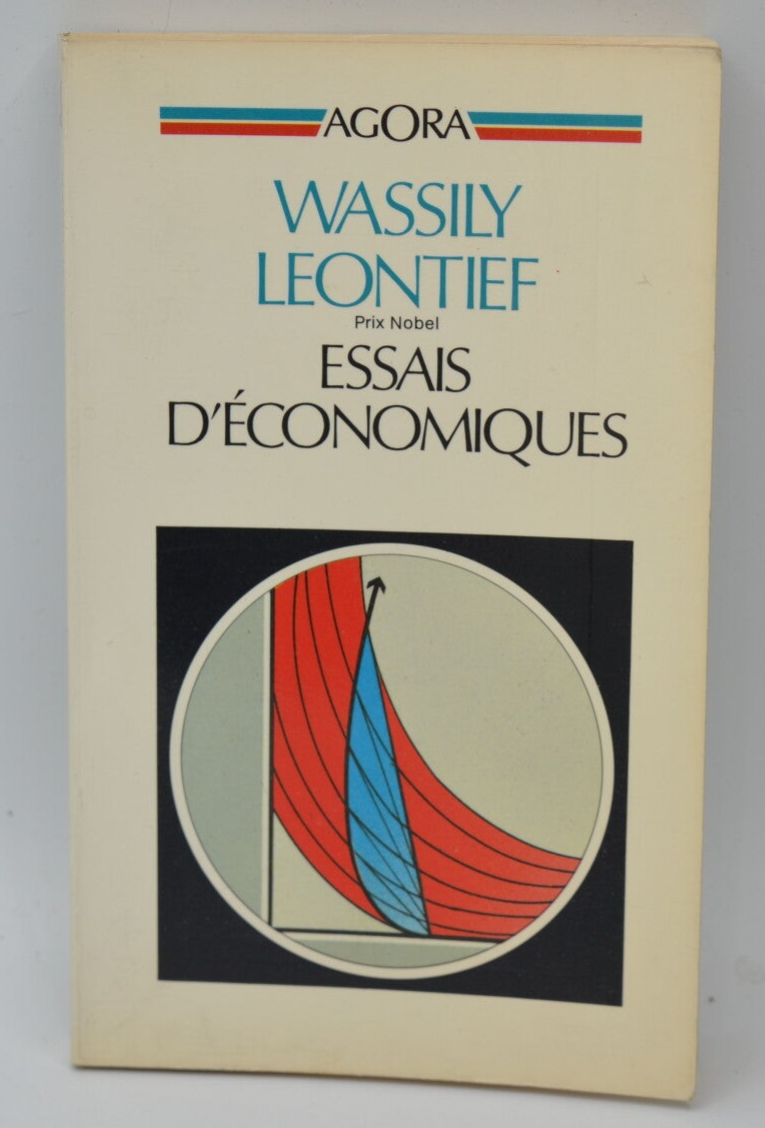 AGORA
WASSILY
LEONTIEF
Prix Nobel
ESSAIS
D'ÉCONOMIQUES